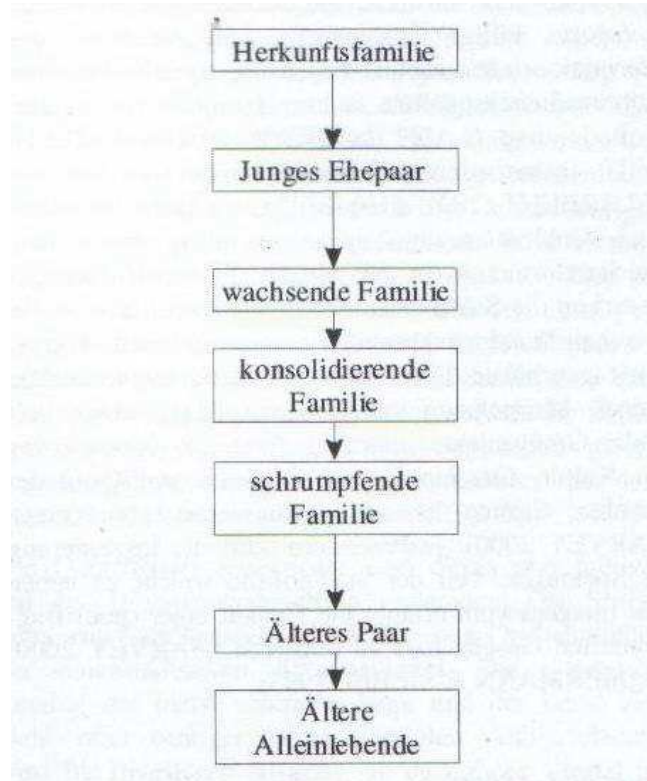 Herkunftsfamilie
Junges Ehepaar
wachsende Familie
konsolidierende
Familie
schrumpfende
Familie
Älteres Paar
Ältere
Alleinlebende